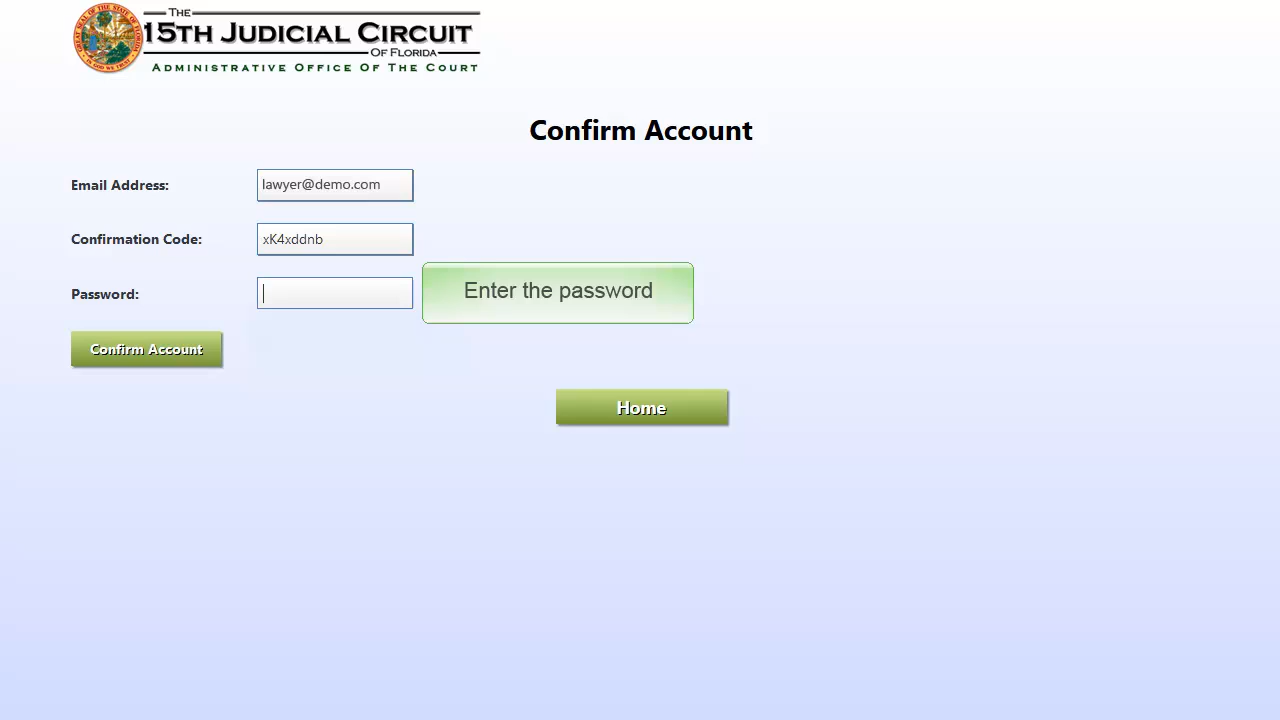 THE
15TH JUDICIAL CIRCUIT
OF FLORIDA
ADMINISTRATIVE OFFICE OF THE COURT
Confirm Account
Email Address: lawyer@demo.com
Confirmation Code: xK4xddnb
Password:
Enter the password
Confirm Account
Home